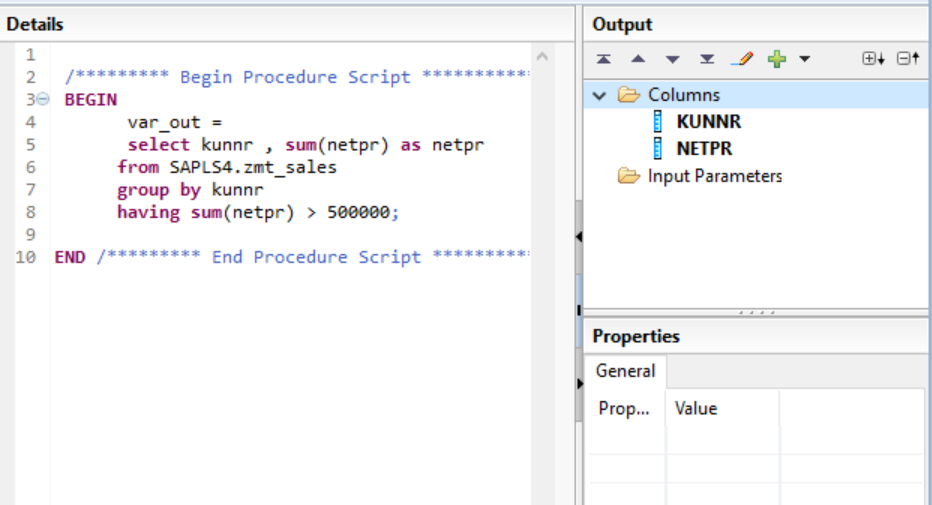 Details
1
2 /********* Begin Procedure Script ***********
3 BEGIN
4 var_out =
5 select kunnr , sum(netpr) as netpr
6 from SAPLS4.zmt_sales
7 group by kunnr
8 having sum(netpr) > 500000;
9
10 END /********* End Procedure Script **********
Output
Columns
KUNNR
NETPR
Input Parameters
Properties
General
Prop... Value